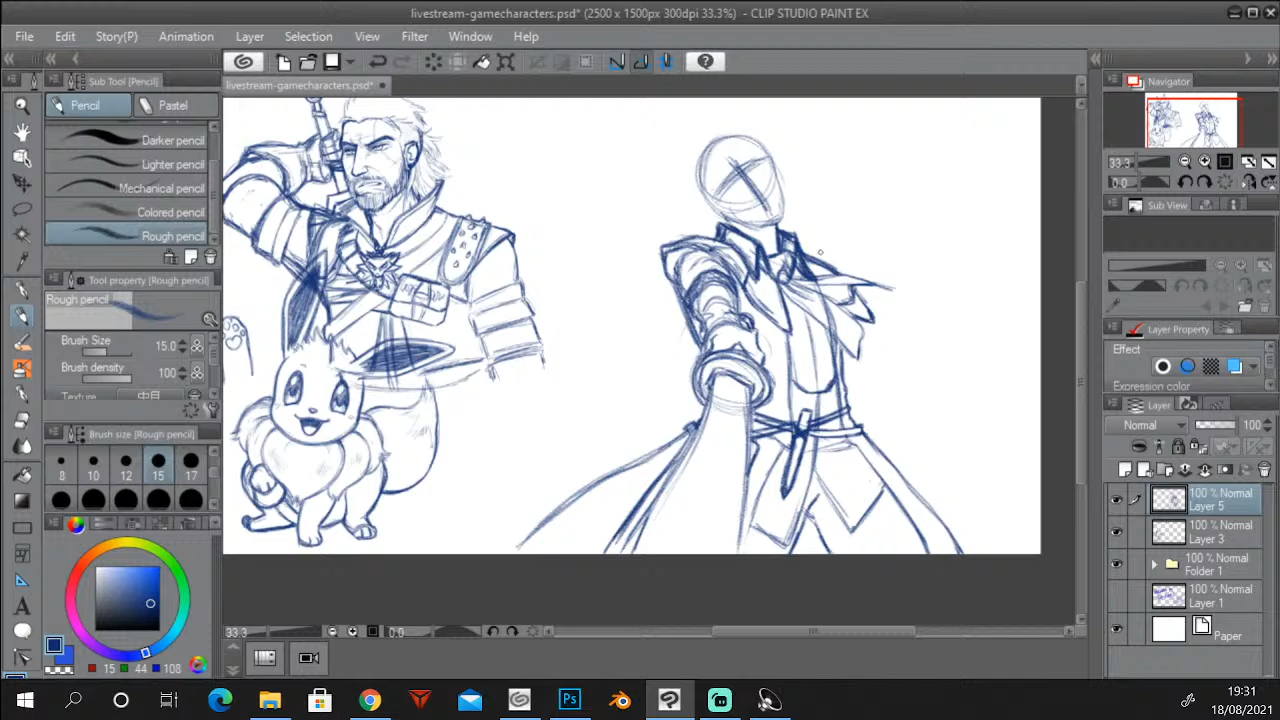 livestream-gamecharacters.psd* (2500 x 1500px 300dpi 33.3%) - CLIP STUDIO PAINT EX
File Edit Story(P) Animation Layer Selection View Filter Window Help
Sub Tool [Pencil]
livestream-gamecharacters.psd*
Navigator
Pencil Pastel
Darker pencil
Lighter pencil
Mechanical pencil
Colored pencil
Rough pencil
33.3
0.0
Sub View
Tool property [Rough pencil]
Rough pencil
Brush Size 15.0
Brush density 100
Texture 中目
Layer Property
Effect
Expression color
Layer
Normal 100
Brush size [Rough pencil]
8 10 12 15 17
100 % Normal
Layer 5
100 % Normal
Layer 3
100 % Normal
Folder 1
100 % Normal
Layer 1
Paper
33.3 0.0
15 44 108
19:31
18/08/2021